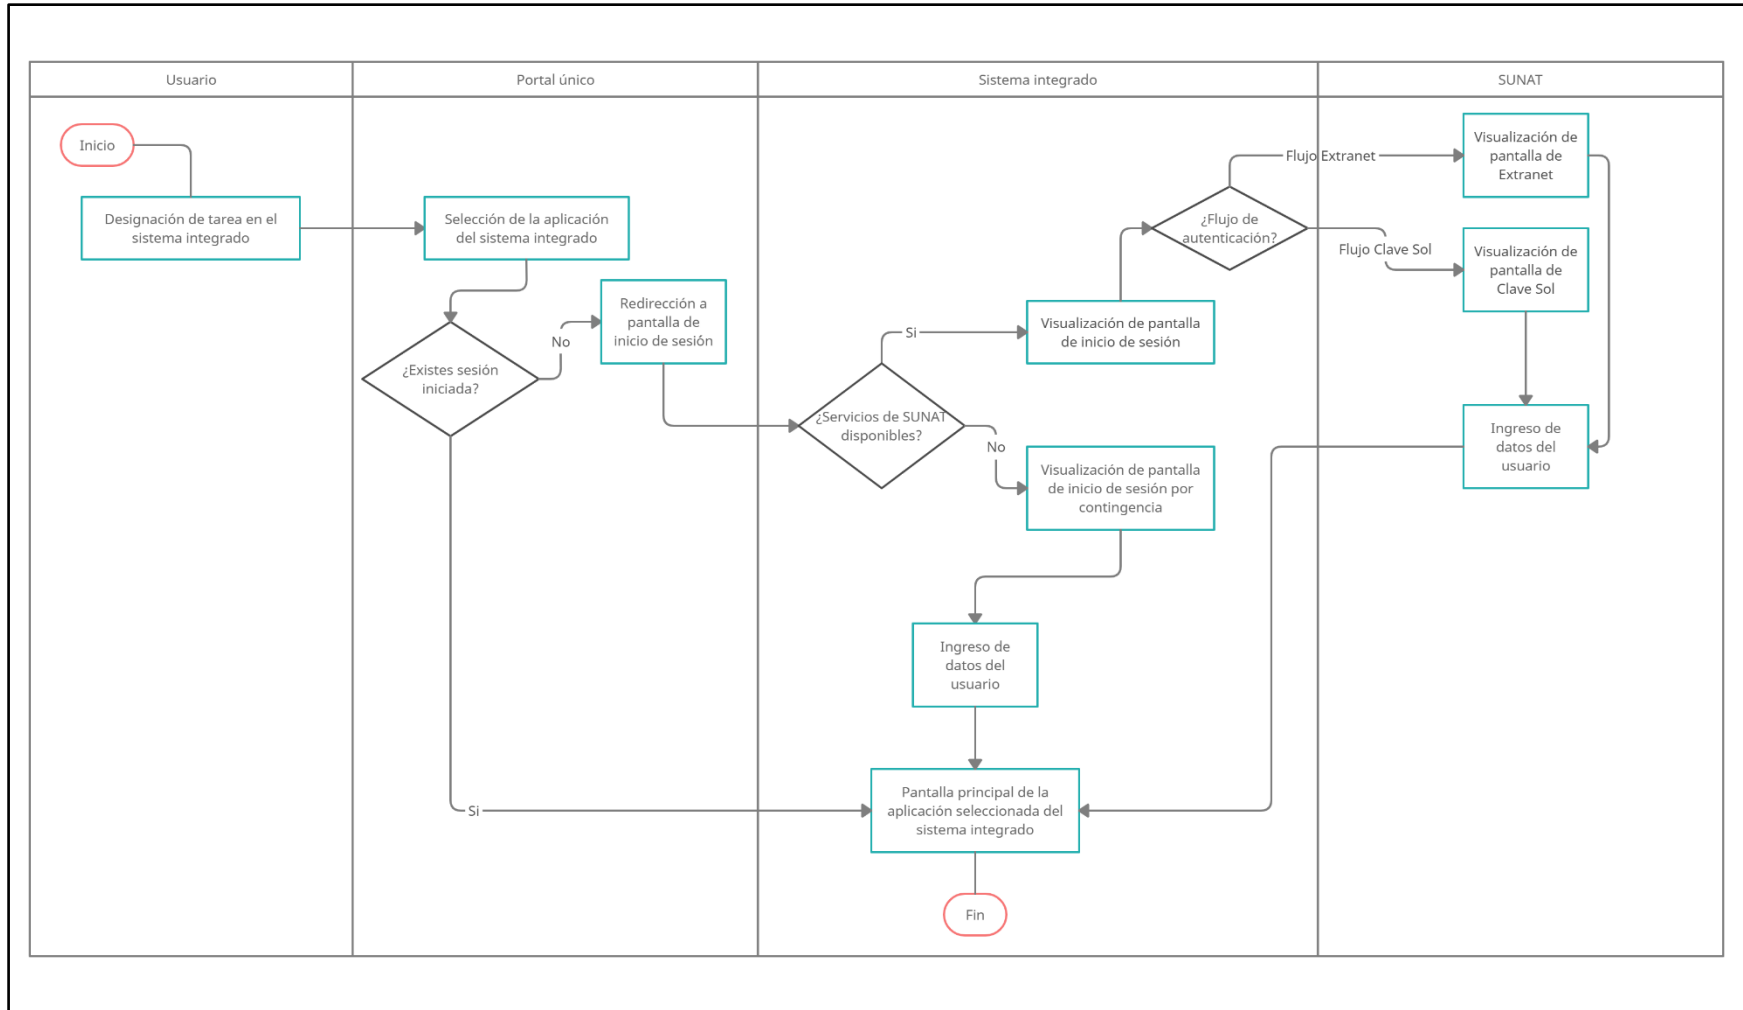 Usuario
Portal único
Sistema integrado
SUNAT
Inicio
Designación de tarea en el
sistema integrado
Selección de la aplicación
del sistema integrado
¿Existes sesión
iniciada?
No
Redirección a
pantalla de
inicio de sesión
Si
¿Servicios de SUNAT
disponibles?
Si
Visualización de pantalla
de inicio de sesión
No
Visualización de pantalla
de inicio de sesión por
contingencia
¿Flujo de
autenticación?
Flujo Extranet
Flujo Clave Sol
Visualización de
pantalla de
Extranet
Visualización de
pantalla de
Clave Sol
Ingreso de
datos del
usuario
Ingreso de
datos del
usuario
Pantalla principal de la
aplicación seleccionada del
sistema integrado
Fin